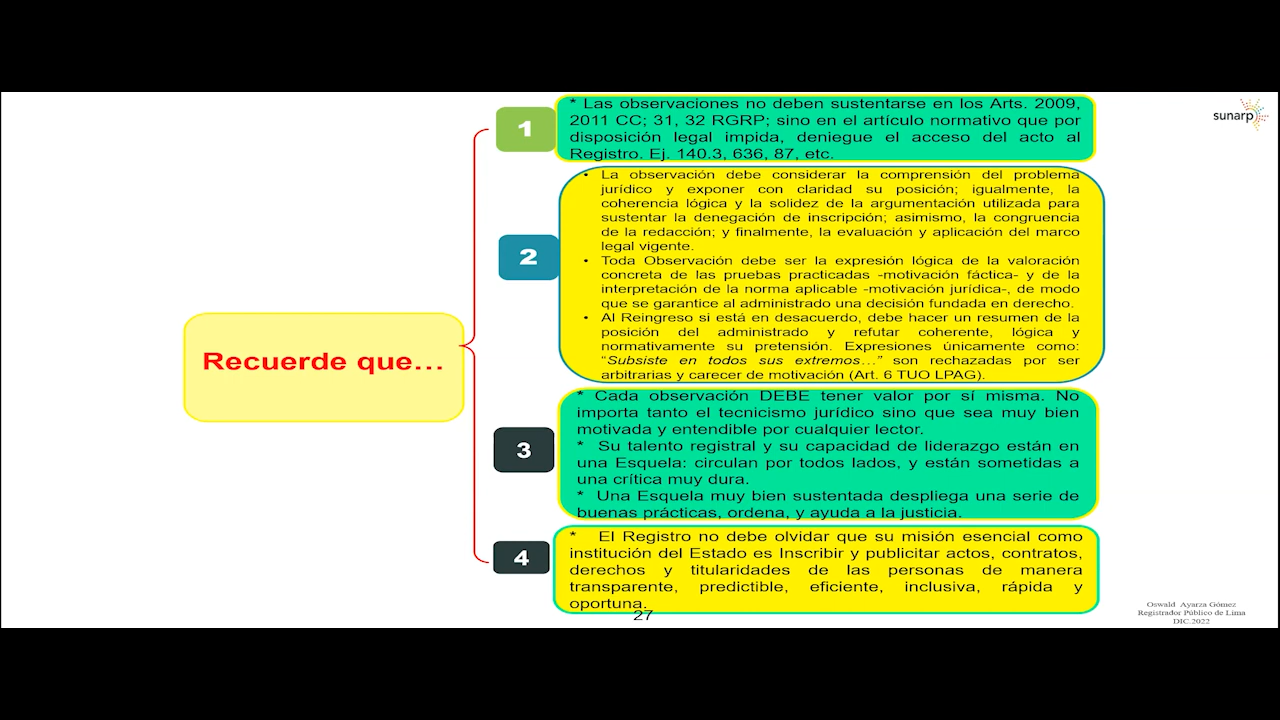 sunarp
Recuerde que...
1
* Las observaciones no deben sustentarse en los Arts. 2009,
2011 CC; 31, 32 RGRP; sino en el artículo normativo que por
disposición legal impida, deniegue el acceso del acto al
Registro. Ej. 140.3, 636, 87, etc.
2
• La observación debe considerar la comprensión del problema
jurídico y exponer con claridad su posición; igualmente, la
coherencia lógica y la solidez de la argumentación utilizada para
sustentar la denegación de inscripción; asimismo, la congruencia
de la redacción; y finalmente, la evaluación y aplicación del marco
legal vigente.
• Toda Observación debe ser la expresión lógica de la valoración
concreta de las pruebas practicadas -motivación fáctica- y de la
interpretación de la norma aplicable -motivación jurídica-, de modo
que se garantice al administrado una decisión fundada en derecho.
• Al Reingreso si está en desacuerdo, debe hacer un resumen de la
posición del administrado y refutar coherente, lógica y
normativamente su pretensión. Expresiones únicamente como:
“Subsiste en todos sus extremos…” son rechazadas por ser
arbitrarias y carecer de motivación (Art. 6 TUO LPAG).
3
* Cada observación DEBE tener valor por sí misma. No
importa tanto el tecnicismo jurídico sino que sea muy bien
motivada y entendible por cualquier lector.
* Su talento registral y su capacidad de liderazgo están en
una Esquela: circulan por todos lados, y están sometidas a
una crítica muy dura.
* Una Esquela muy bien sustentada despliega una serie de
buenas prácticas, ordena, y ayuda a la justicia.
4
* El Registro no debe olvidar que su misión esencial como
institución del Estado es Inscribir y publicitar actos, contratos,
derechos y titularidades de las personas de manera
transparente, predictible, eficiente, inclusiva, rápida y
oportuna.
27
Oswald Ayarza Gómez
Registrador Público de Lima
DIC.2022